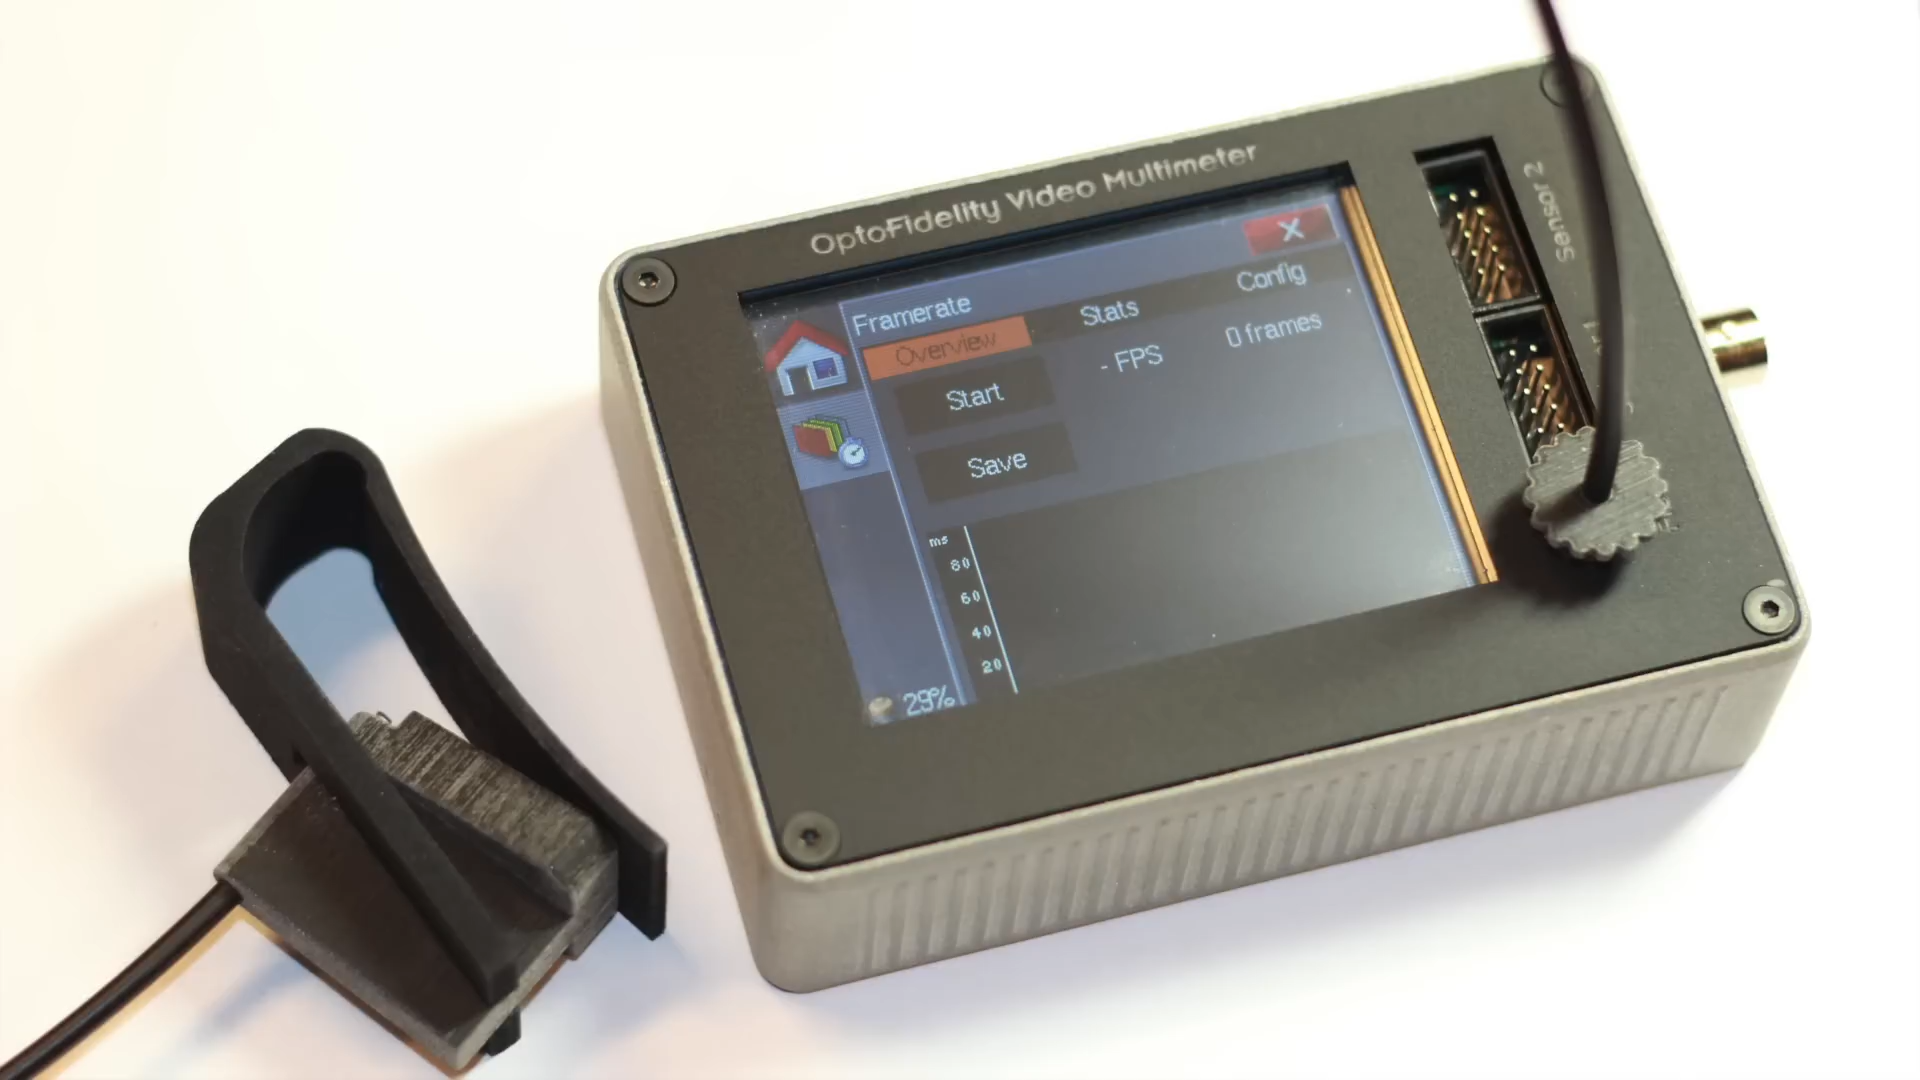 OptoFidelity Video Multimeter
X
Framerate
Overview
Stats
Config
Start
- FPS
0 frames
Save
ms
80
60
40
20
29%
Sensor 2